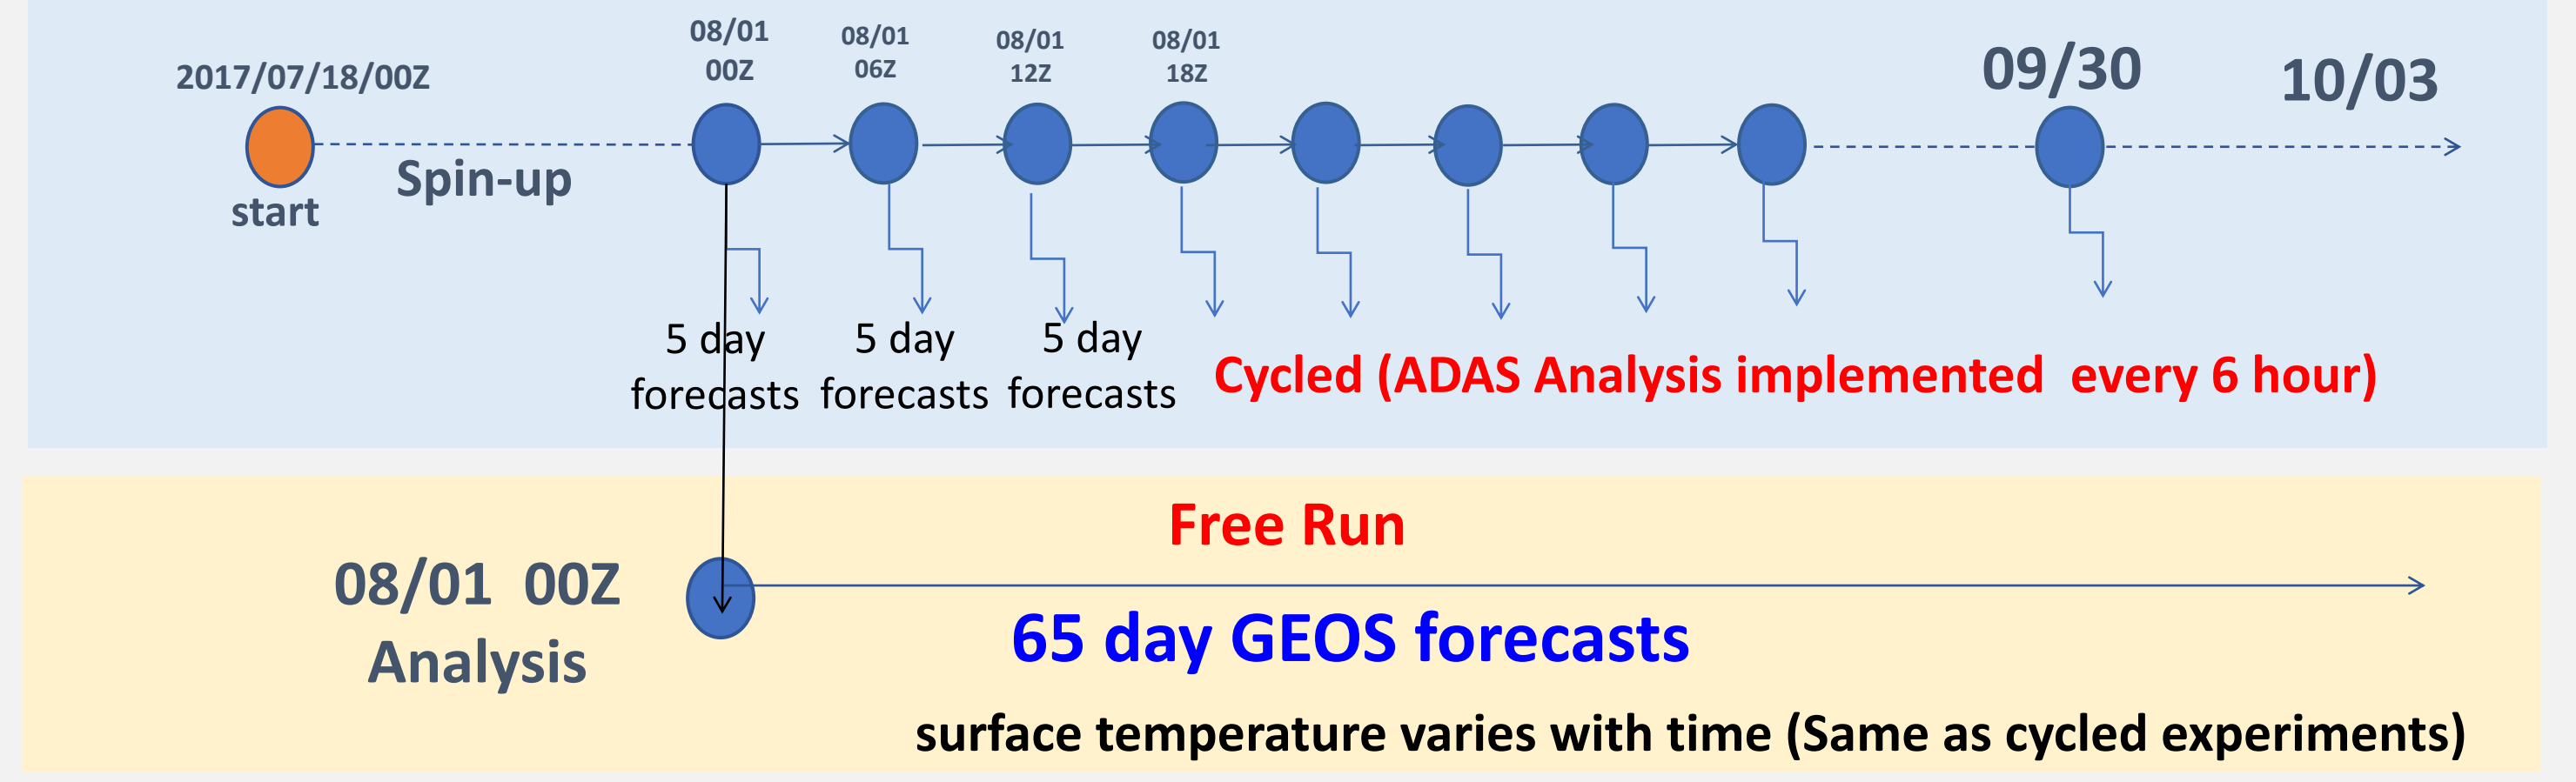 2017/07/18/00Z
start
Spin-up
08/01
00Z
08/01
06Z
08/01
12Z
08/01
18Z
09/30
10/03
5 day
forecasts
5 day
forecasts
5 day
forecasts
Cycled (ADAS Analysis implemented  every 6 hour)
Free Run
08/01  00Z
Analysis
65 day GEOS forecasts
surface temperature varies with time (Same as cycled experiments)